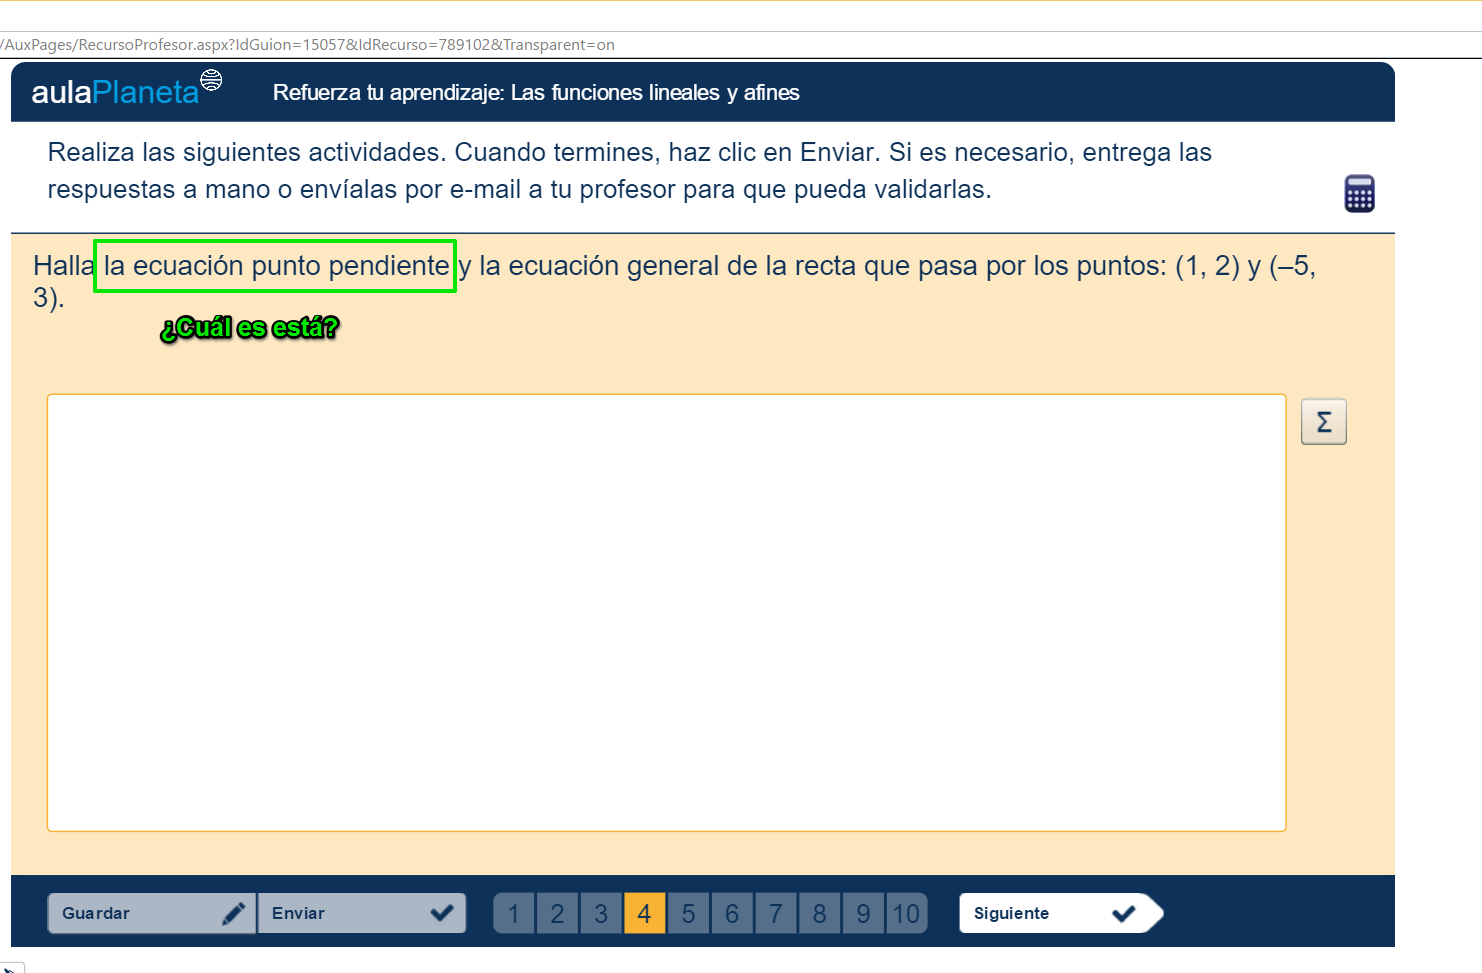 /AuxPages/RecursoProfesor.aspx?IdGuion=15057&IdRecurso=789102&Transparent=on
aulaPlaneta
Refuerza tu aprendizaje: Las funciones lineales y afines
Realiza las siguientes actividades. Cuando termines, haz clic en Enviar. Si es necesario, entrega las
respuestas a mano o envíalas por e-mail a tu profesor para que pueda validarlas.
Halla la ecuación punto pendiente y la ecuación general de la recta que pasa por los puntos: (1, 2) y (–5,
3).
¿Cuál es está?
Σ
Guardar
Enviar
1 2 3 4 5 6 7 8 9 10
Siguiente